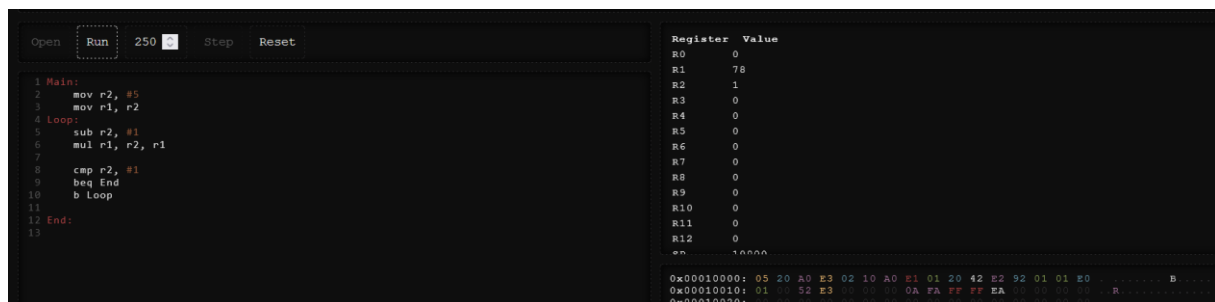 Open Run 250 Step Reset
1 Main:
2 mov r2, #5
3 mov r1, r2
4 Loop:
5 sub r2, #1
6 mul r1, r2, r1
7
8 cmp r2, #1
9 beq End
10 b Loop
11
12 End:
13
Register Value
R0 0
R1 78
R2 1
R3 0
R4 0
R5 0
R6 0
R7 0
R8 0
R9 0
R10 0
R11 0
R12 0
SP 10000
0x00010000: 05 20 A0 E3 02 10 A0 E1 01 20 42 E2 92 01 01 E0 . . . . . . . . . . B . . . . .
0x00010010: 01 00 52 E3 00 00 00 0A FA FF FF EA 00 00 00 00 . . R . . . . . . . . . . . . .